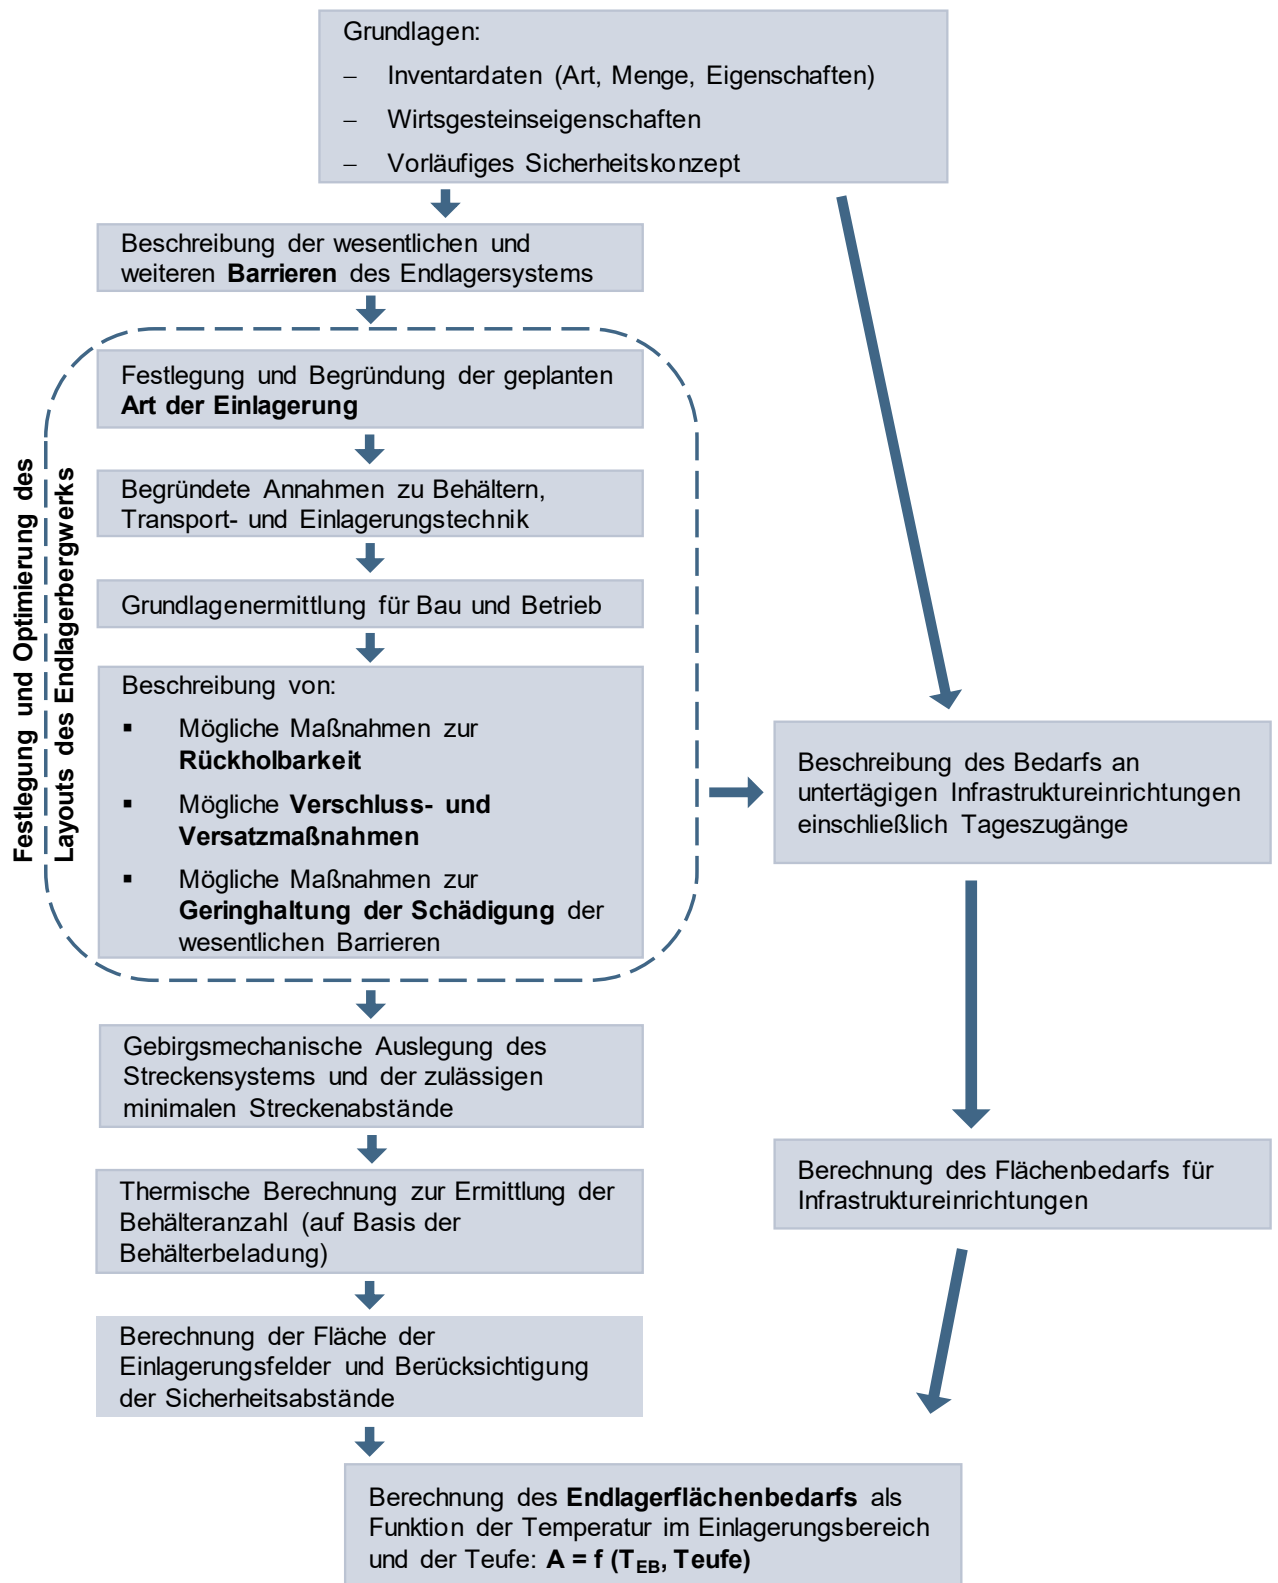 Grundlagen:
– Inventardaten (Art, Menge, Eigenschaften)
– Wirtsgesteinseigenschaften
– Vorläufiges Sicherheitskonzept
Beschreibung der wesentlichen und
weiteren Barrieren des Endlagersystems
Festlegung und Optimierung des
Layouts des Endlagerbergwerks
Festlegung und Begründung der geplanten
Art der Einlagerung
Begründete Annahmen zu Behältern,
Transport- und Einlagerungstechnik
Grundlagenermittlung für Bau und Betrieb
Beschreibung von:
▪ Mögliche Maßnahmen zur
Rückholbarkeit
▪ Mögliche Verschluss- und
Versatzmaßnahmen
▪ Mögliche Maßnahmen zur
Geringhaltung der Schädigung der
wesentlichen Barrieren
Beschreibung des Bedarfs an
untertägigen Infrastruktureinrichtungen
einschließlich Tageszugänge
Gebirgsmechanische Auslegung des
Streckensystems und der zulässigen
minimalen Streckenabstände
Thermische Berechnung zur Ermittlung der
Behälteranzahl (auf Basis der
Behälterbeladung)
Berechnung des Flächenbedarfs für
Infrastruktureinrichtungen
Berechnung der Fläche der
Einlagerungsfelder und Berücksichtigung
der Sicherheitsabstände
Berechnung des Endlagerflächenbedarfs als
Funktion der Temperatur im Einlagerungsbereich
und der Teufe: A = f (T_EB, Teufe)